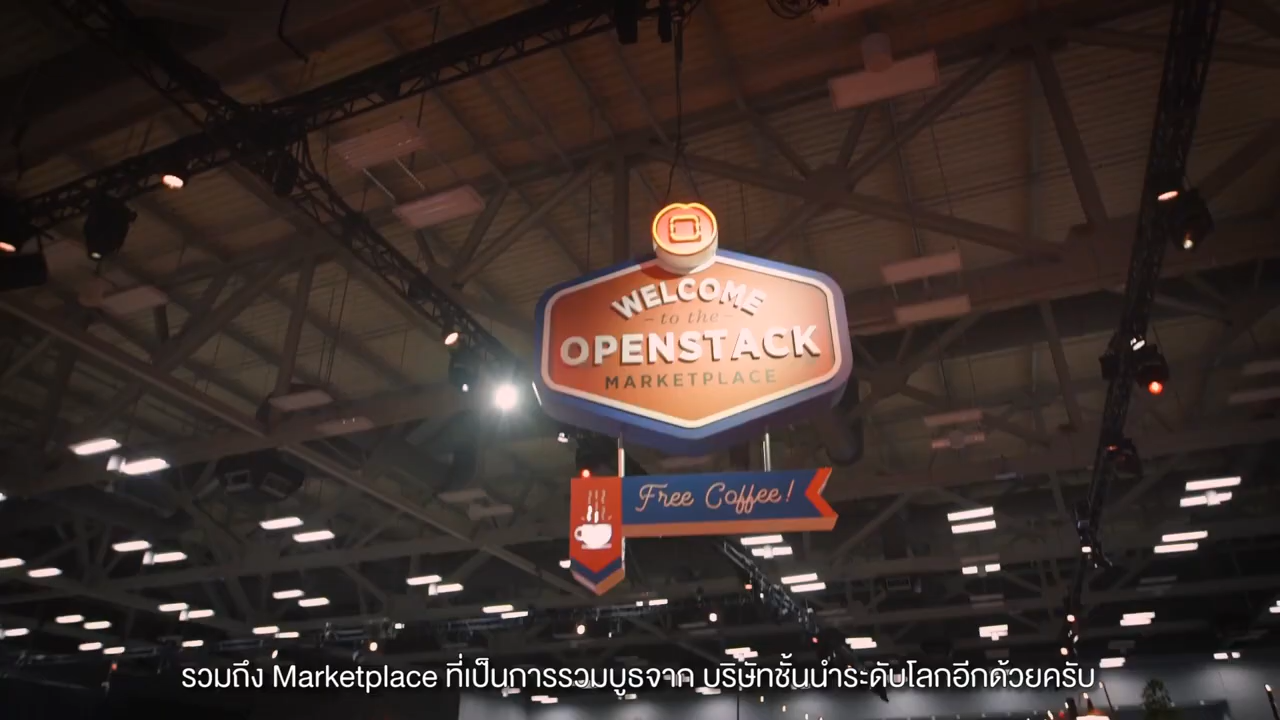 WELCOME
- to the -
OPENSTACK
MARKETPLACE
Free Coffee!
รวมถึง Marketplace ที่เป็นการรวมบูธจาก บริษัทชั้นนำระดับโลกอีกด้วยครับ